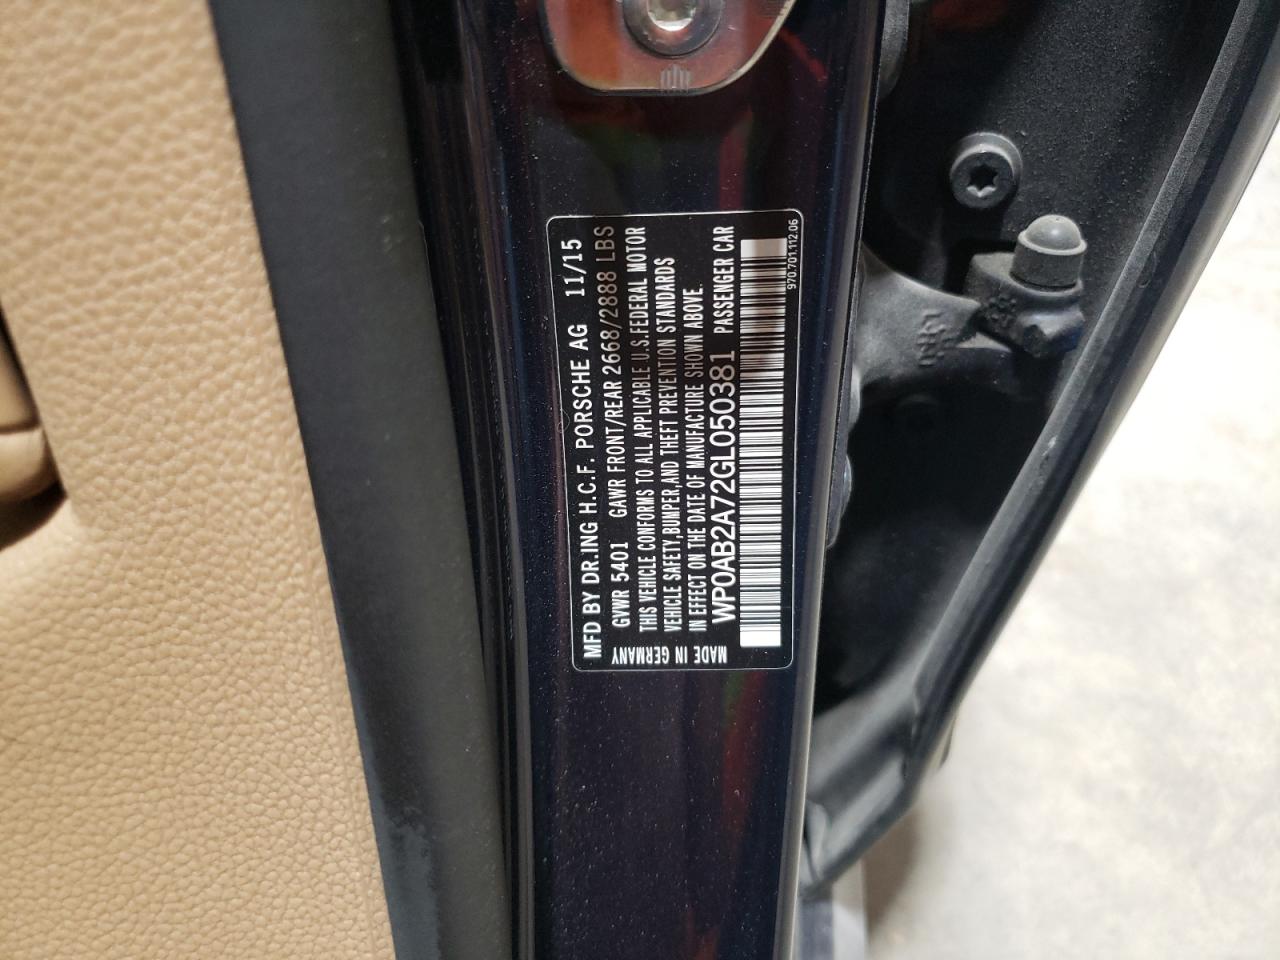 MFD BY DR.ING H.C.F. PORSCHE AG 11/15
GVWR 5401 GAWR FRONT/REAR 2668/2888 LBS
THIS VEHICLE CONFORMS TO ALL APPLICABLE U.S.FEDERAL MOTOR
VEHICLE SAFETY,BUMPER,AND THEFT PREVENTION STANDARDS
IN EFFECT ON THE DATE OF MANUFACTURE SHOWN ABOVE.
WP0AB2A72GL050381 PASSENGER CAR
MADE IN GERMANY
970.701.112.06